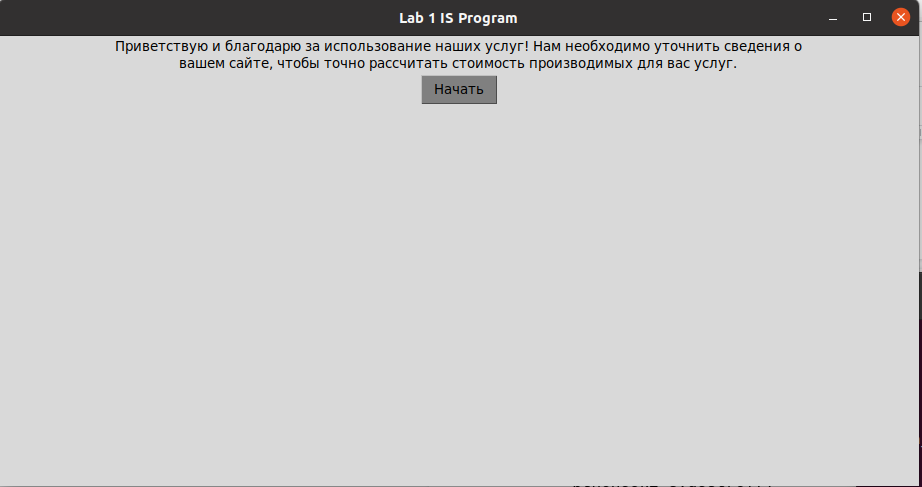 Lab 1 IS Program
Приветствую и благодарю за использование наших услуг! Нам необходимо уточнить сведения о
вашем сайте, чтобы точно рассчитать стоимость производимых для вас услуг.
Начать